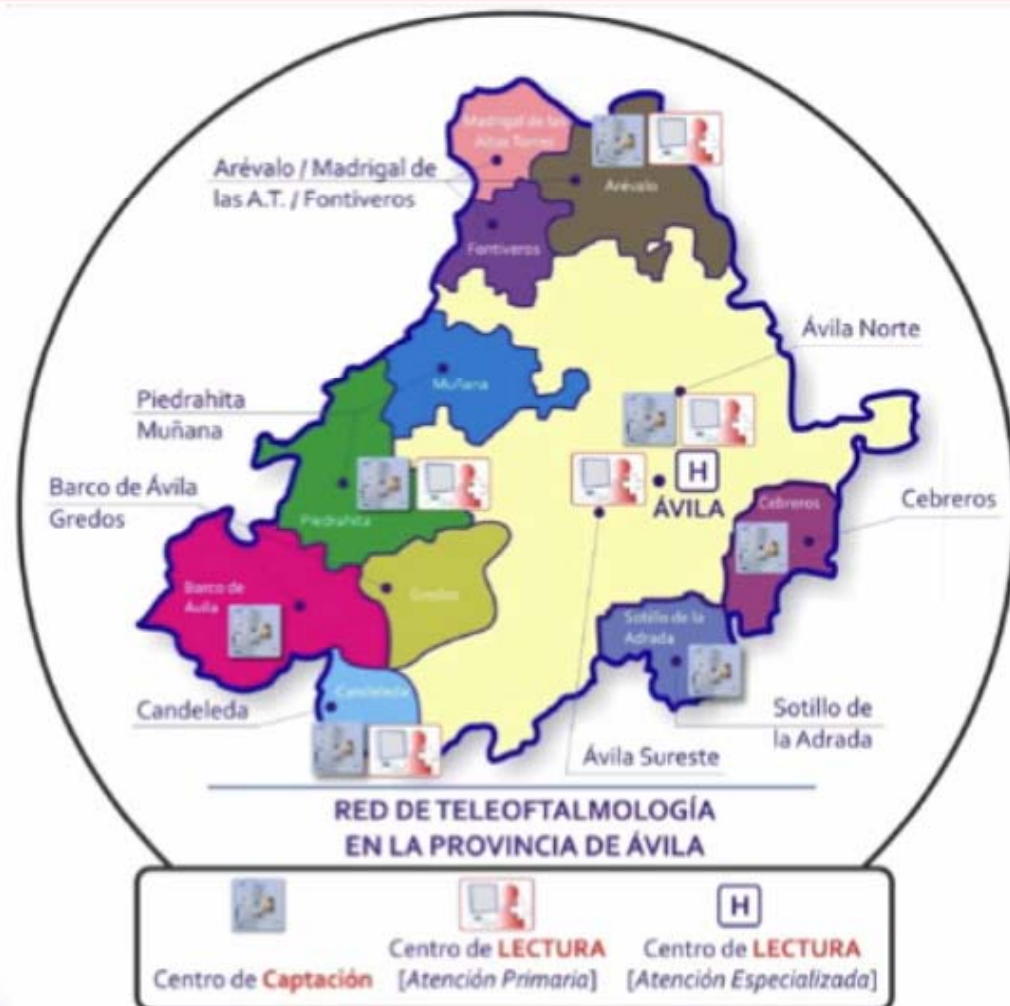 Madrigal de las
Altas Torres
Arévalo / Madrigal de
las A.T. / Fontiveros
Arévalo
Fontiveros
Ávila Norte
Muñana
Piedrahita
Muñana
Barco de Ávila
Gredos
H
ÁVILA
Cebreros
Cebreros
Piedrahita
Barco de
Ávila
Gredos
Sotillo de la
Adrada
Candeleda
Candeleda
Sotillo de
la Adrada
Ávila Sureste
RED DE TELEOFTALMOLOGÍA
EN LA PROVINCIA DE ÁVILA
H
Centro de Captación
Centro de LECTURA
[Atención Primaria]
Centro de LECTURA
[Atención Especializada]